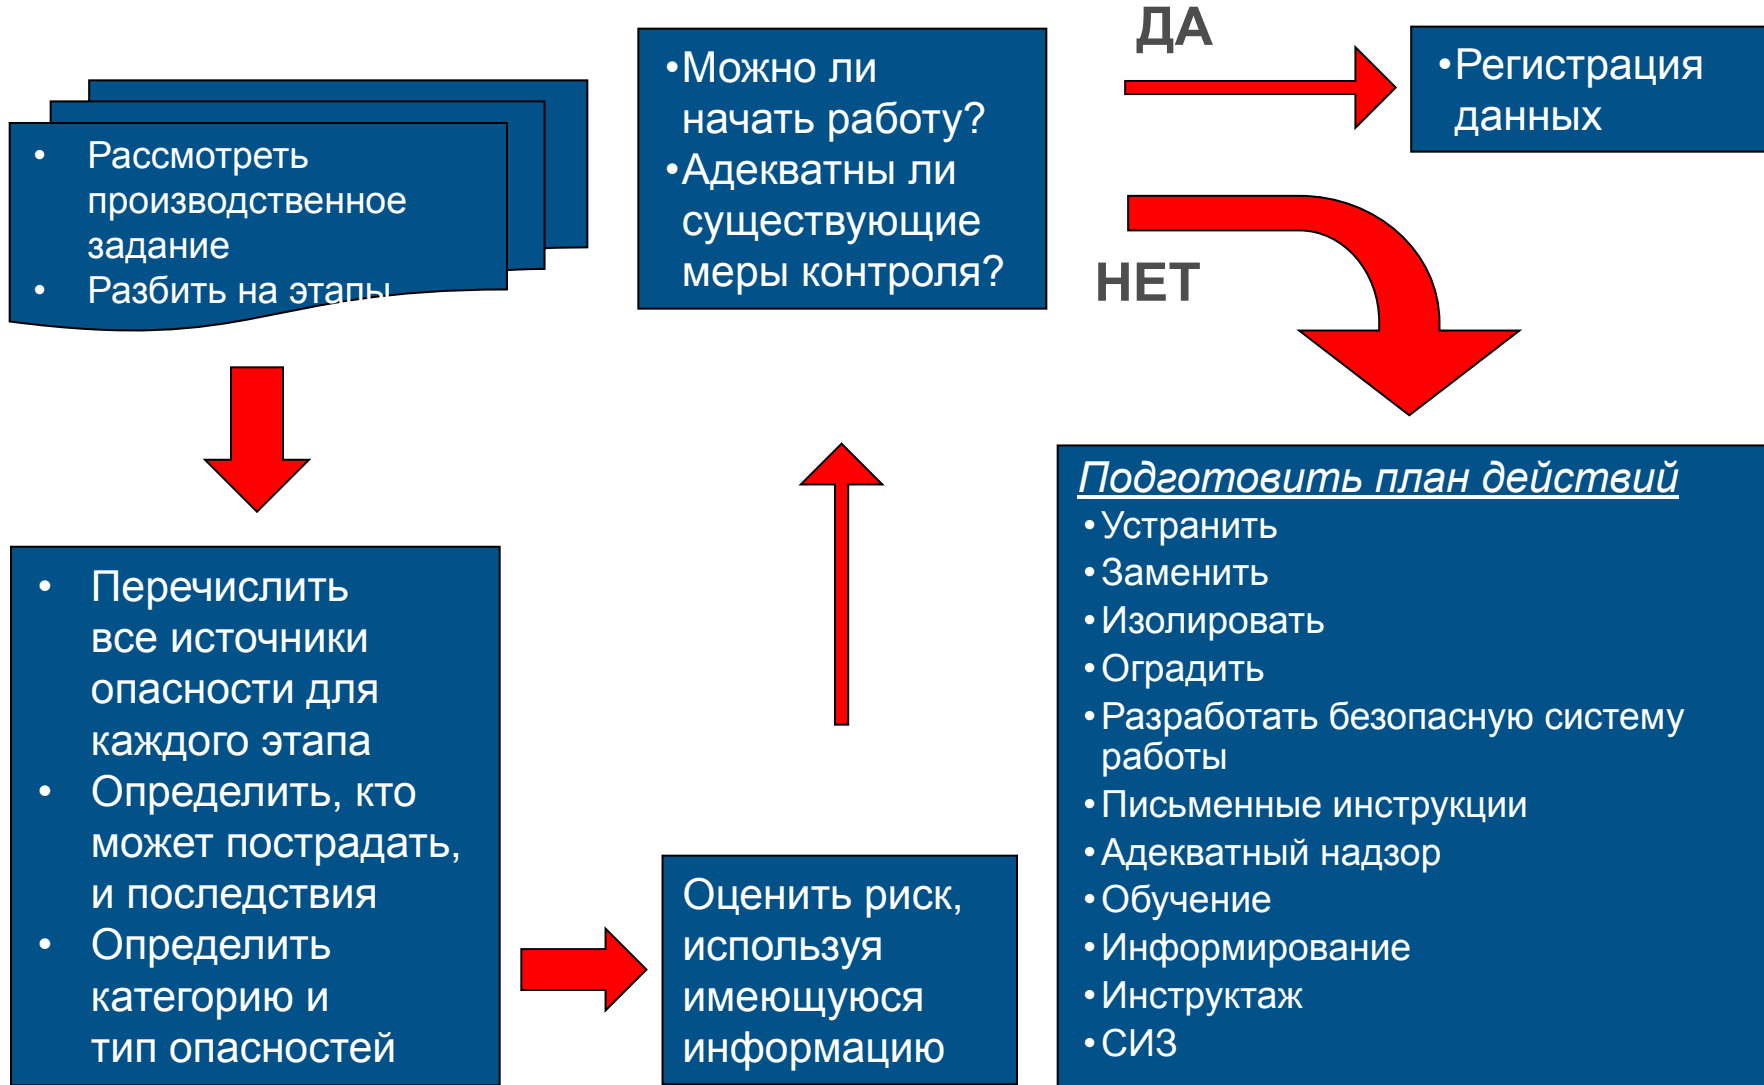 • Рассмотреть
производственное
задание
• Разбить на этапы
• Перечислить
все источники
опасности для
каждого этапа
• Определить, кто
может пострадать,
и последствия
• Определить
категорию и
тип опасностей
Оценить риск,
используя
имеющуюся
информацию
•Можно ли
начать работу?
•Адекватны ли
существующие
меры контроля?
ДА
•Регистрация
данных
НЕТ
Подготовить план действий
•Устранить
•Заменить
•Изолировать
•Оградить
•Разработать безопасную систему
работы
•Письменные инструкции
•Адекватный надзор
•Обучение
•Информирование
•Инструктаж
•СИЗ